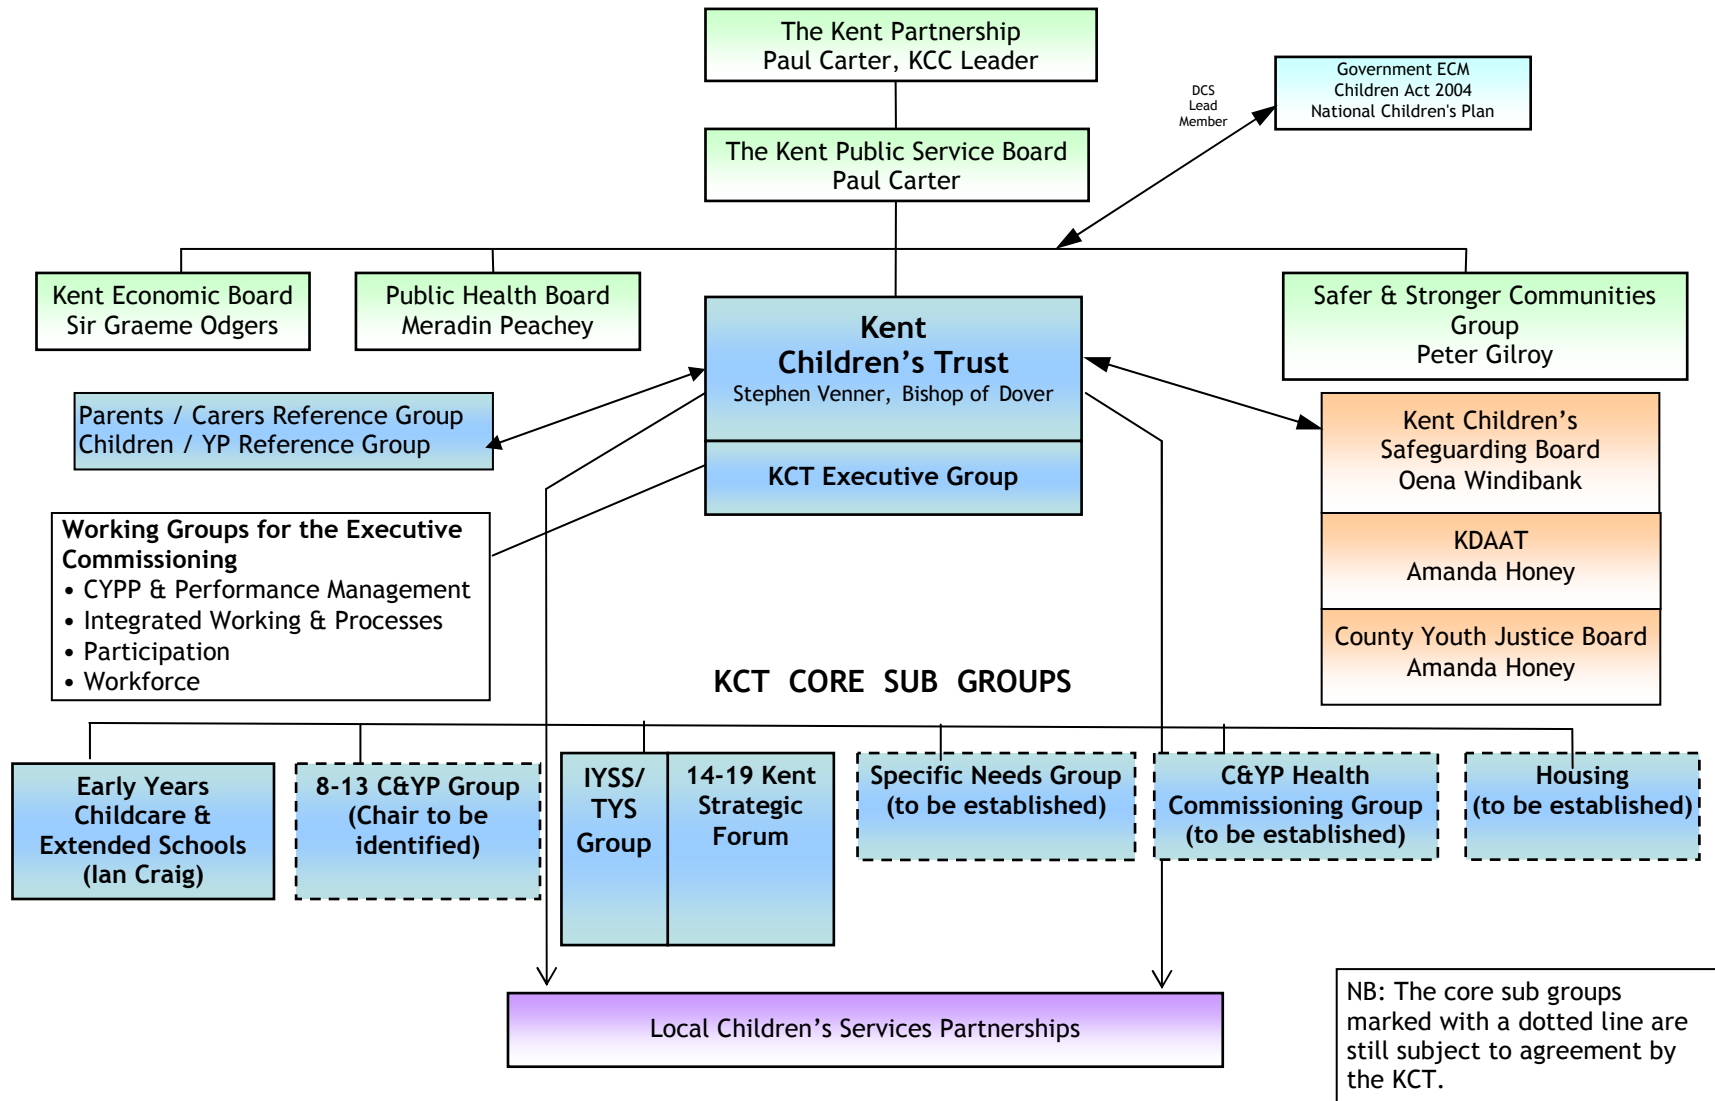 The Kent Partnership
Paul Carter, KCC Leader
Government ECM
Children Act 2004
National Children's Plan
DCS
Lead
Member
The Kent Public Service Board
Paul Carter
Kent Economic Board
Sir Graeme Odgers
Public Health Board
Meradin Peachey
Safer & Stronger Communities
Group
Peter Gilroy
Kent
Children’s Trust
Stephen Venner, Bishop of Dover
KCT Executive Group
Parents / Carers Reference Group
Children / YP Reference Group
Kent Children’s
Safeguarding Board
Oena Windibank
KDAAT
Amanda Honey
County Youth Justice Board
Amanda Honey
Working Groups for the Executive
Commissioning
• CYPP & Performance Management
• Integrated Working & Processes
• Participation
• Workforce
KCT CORE SUB GROUPS
Early Years
Childcare &
Extended Schools
(Ian Craig)
8-13 C&YP Group
(Chair to be
identified)
IYSS/
TYS
Group
14-19 Kent
Strategic
Forum
Specific Needs Group
(to be established)
C&YP Health
Commissioning Group
(to be established)
Housing
(to be established)
Local Children’s Services Partnerships
NB: The core sub groups
marked with a dotted line are
still subject to agreement by
the KCT.